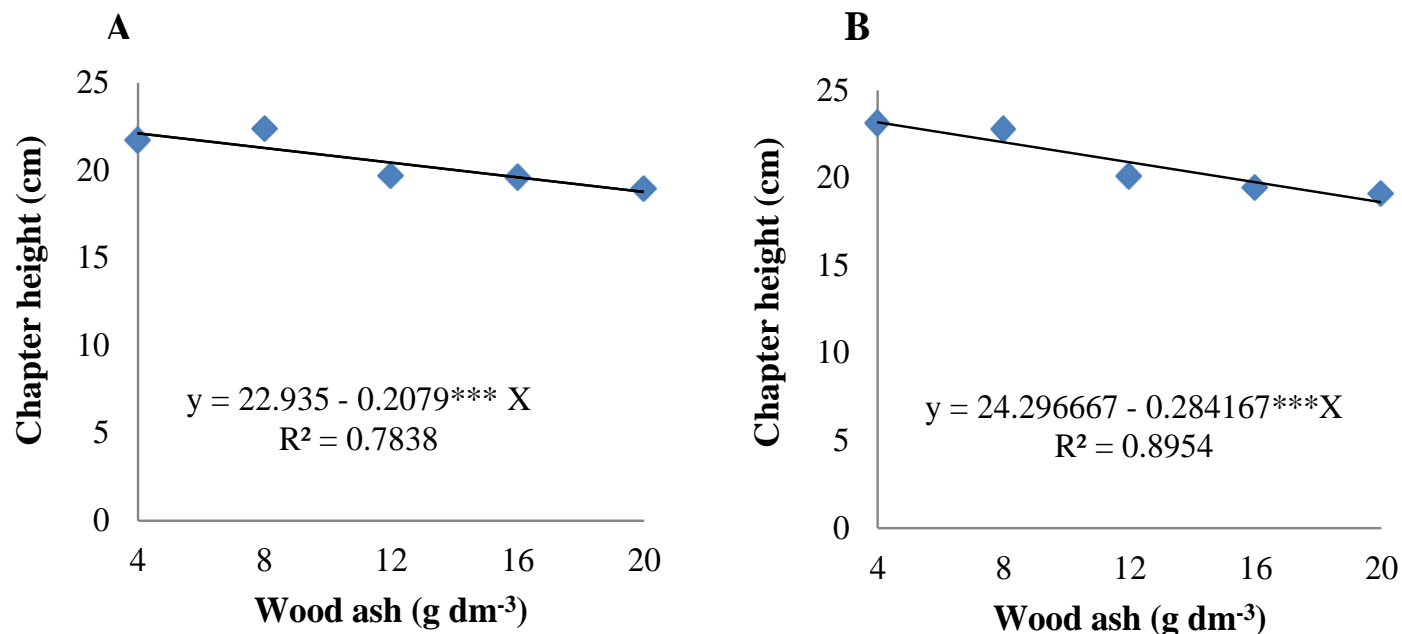 A
Chapter height (cm)
25
20
15
10
5
0
y = 22.935 - 0.2079*** X
R² = 0.7838
4 8 12 16 20
Wood ash (g dm⁻³)
B
Chapter height (cm)
25
20
15
10
5
0
y = 24.296667 - 0.284167***X
R² = 0.8954
4 8 12 16 20
Wood ash (g dm⁻³)